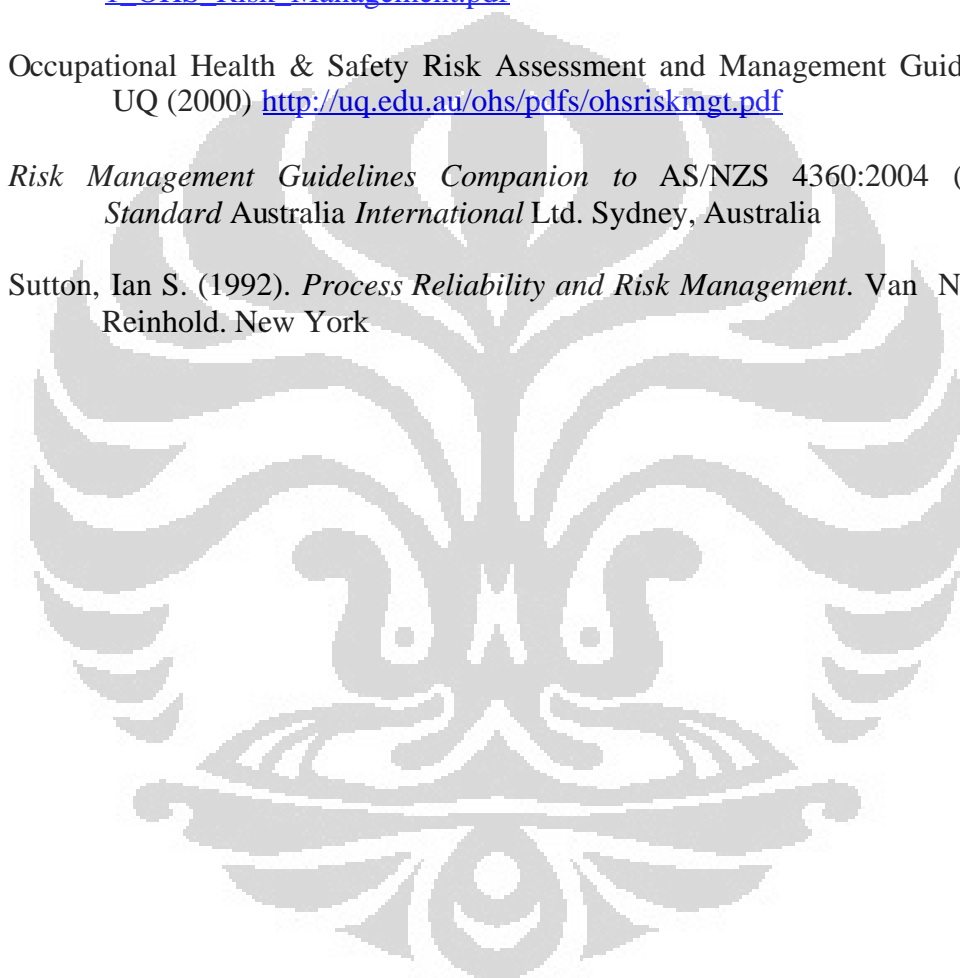 1_OHS_Risk_Management.pdf
Occupational Health & Safety Risk Assessment and Management Guid
UQ (2000) http://uq.edu.au/ohs/pdfs/ohsriskmgt.pdf
Risk Management Guidelines Companion to AS/NZS 4360:2004 (
Standard Australia International Ltd. Sydney, Australia
Sutton, Ian S. (1992). Process Reliability and Risk Management. Van N
Reinhold. New York